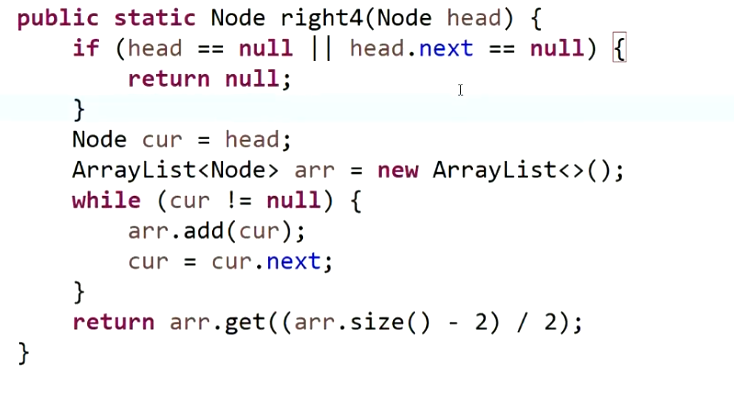 public static Node right4(Node head) {
    if (head == null || head.next == null) {
        return null;
    }
    Node cur = head;
    ArrayList<Node> arr = new ArrayList<>();
    while (cur != null) {
        arr.add(cur);
        cur = cur.next;
    }
    return arr.get((arr.size() - 2) / 2);
}